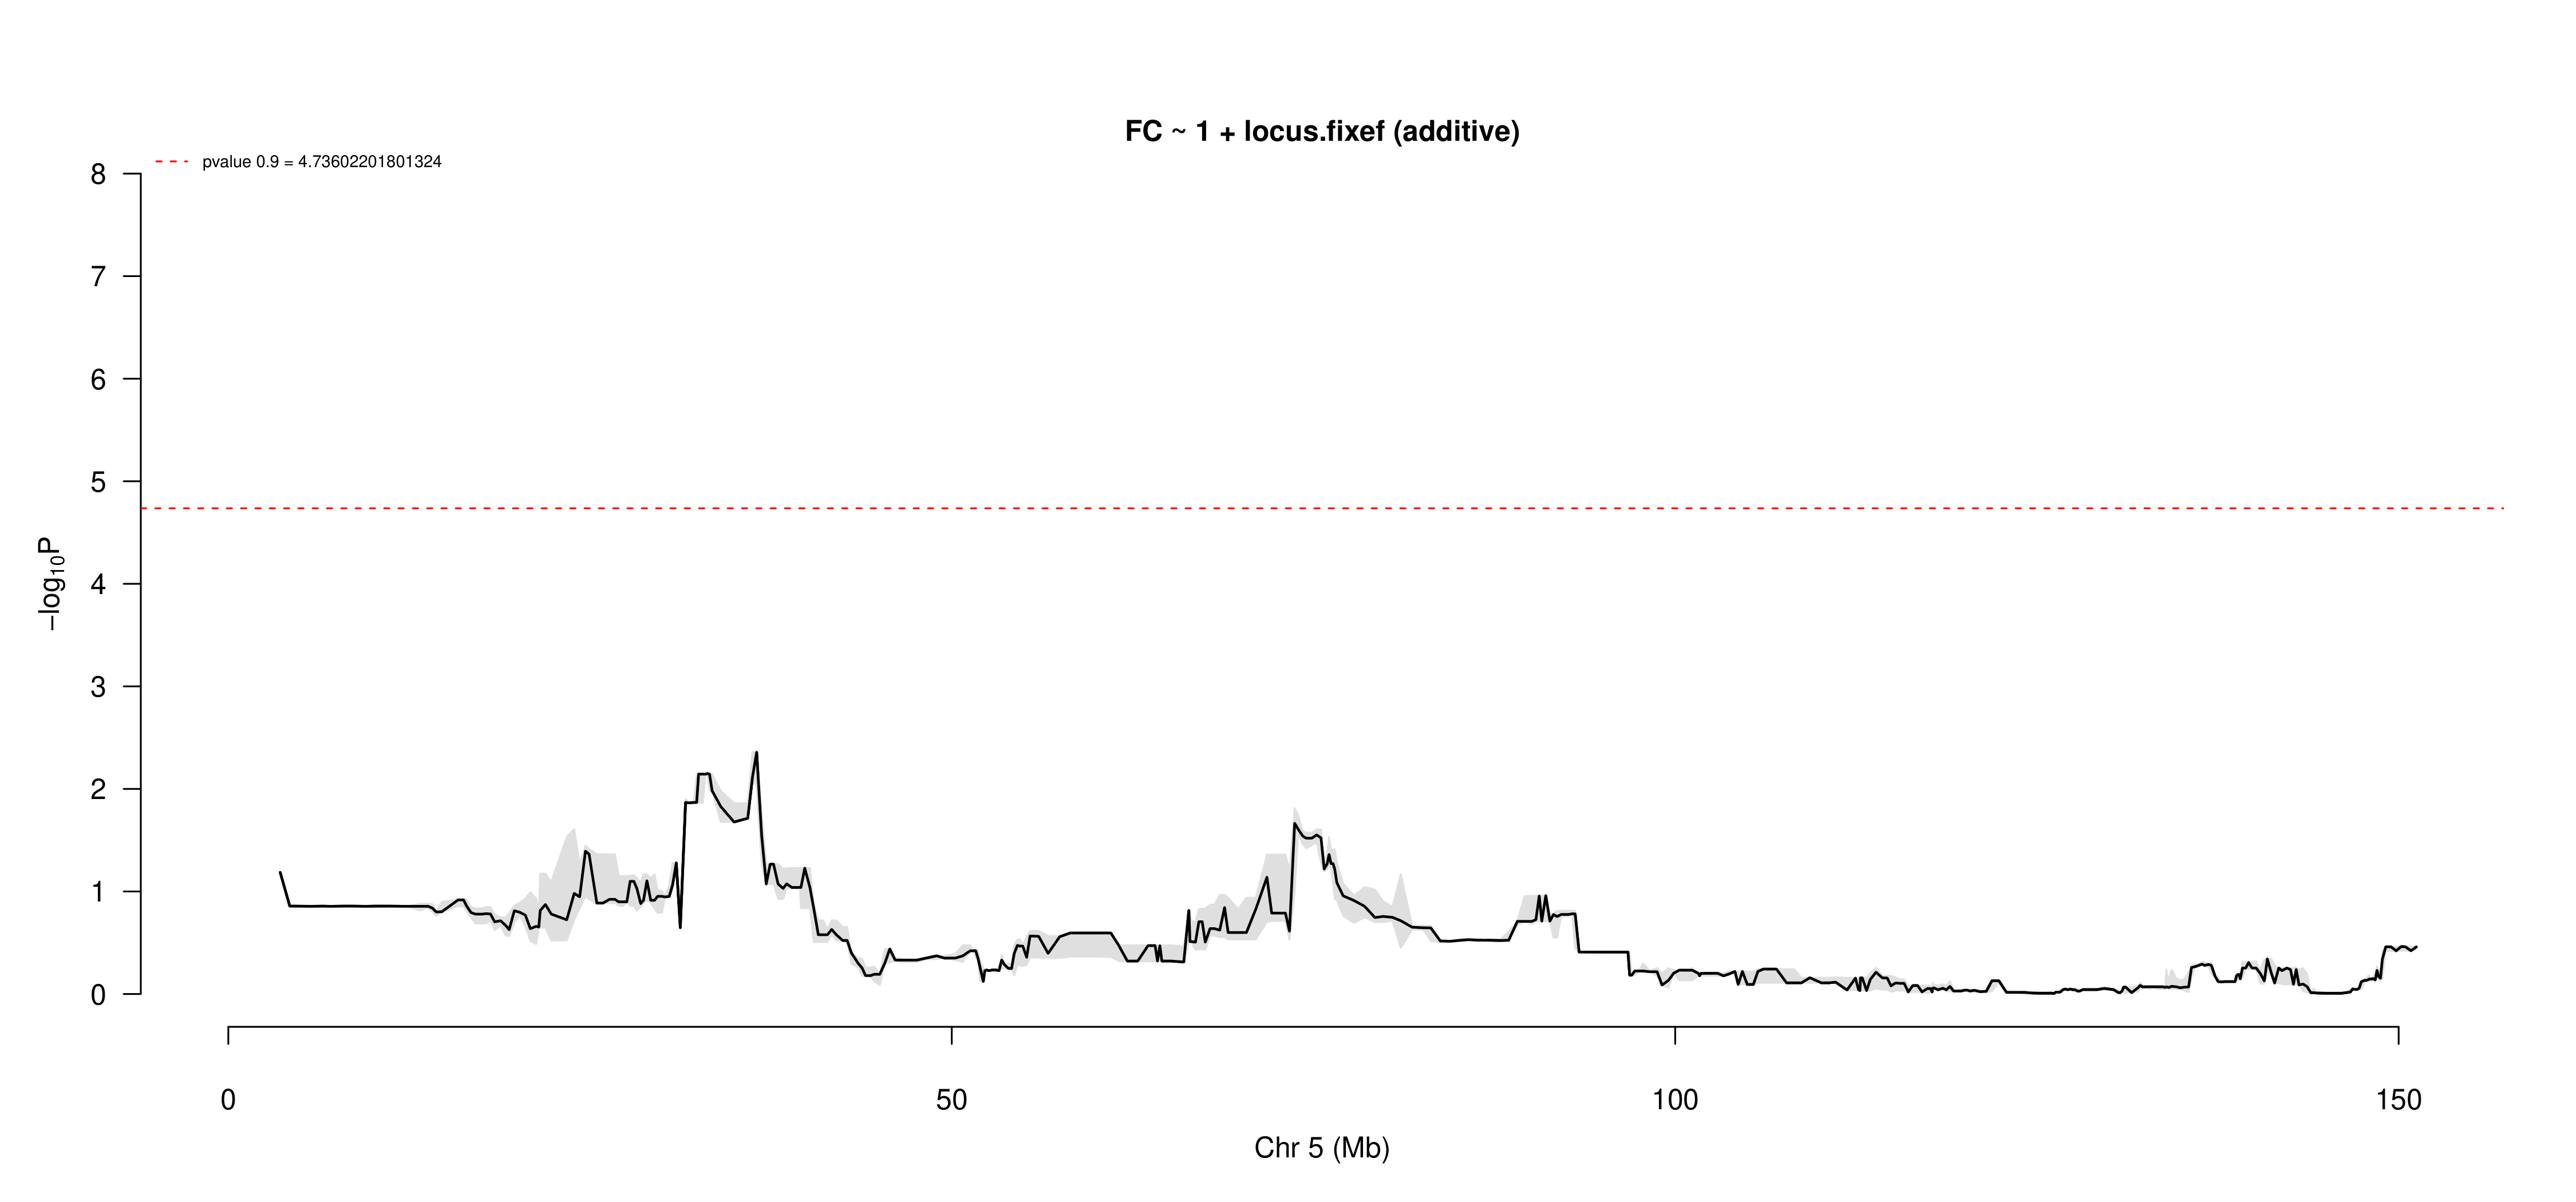 FC ~ 1 + locus.fixef (additive)
pvalue 0.9 = 4.73602201801324
8
7
6
5
4
3
2
1
0
−log10P
0 50 100 150
Chr 5 (Mb)